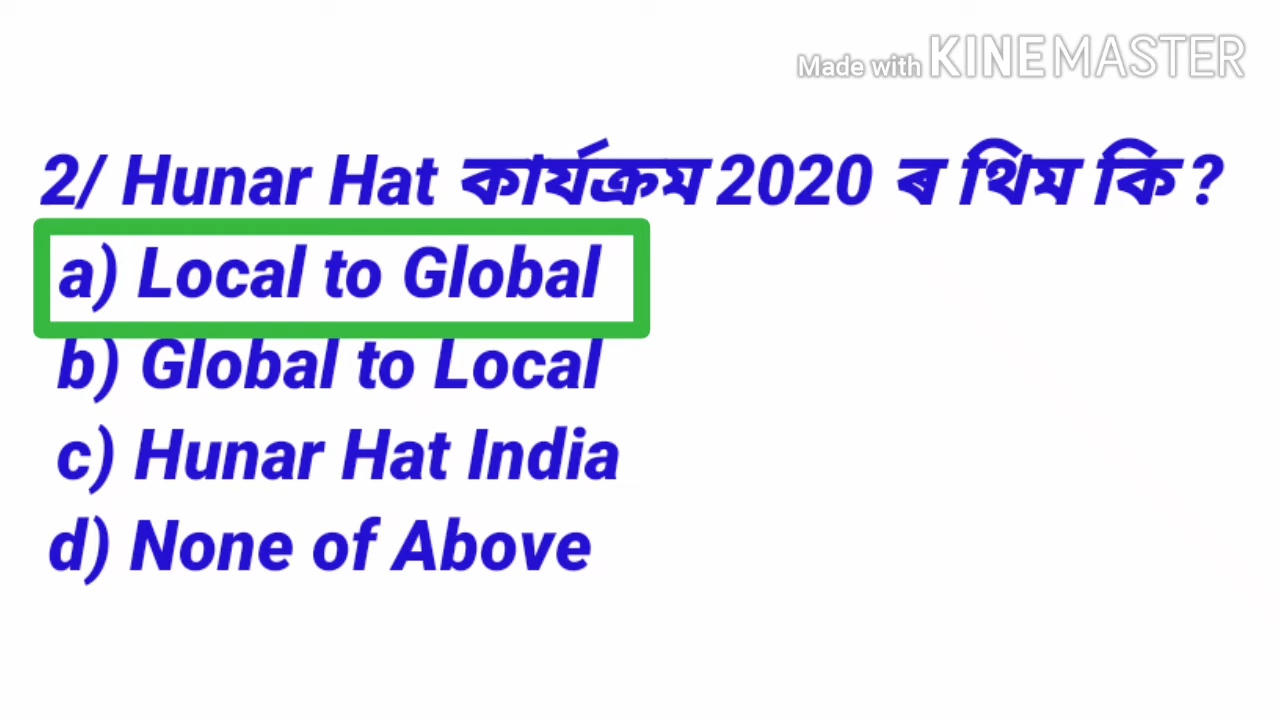 Made with KINEMASTER
2/ Hunar Hat কাৰ্যক্ৰম 2020 ৰ থিম কি ?
a) Local to Global
b) Global to Local
c) Hunar Hat India
d) None of Above